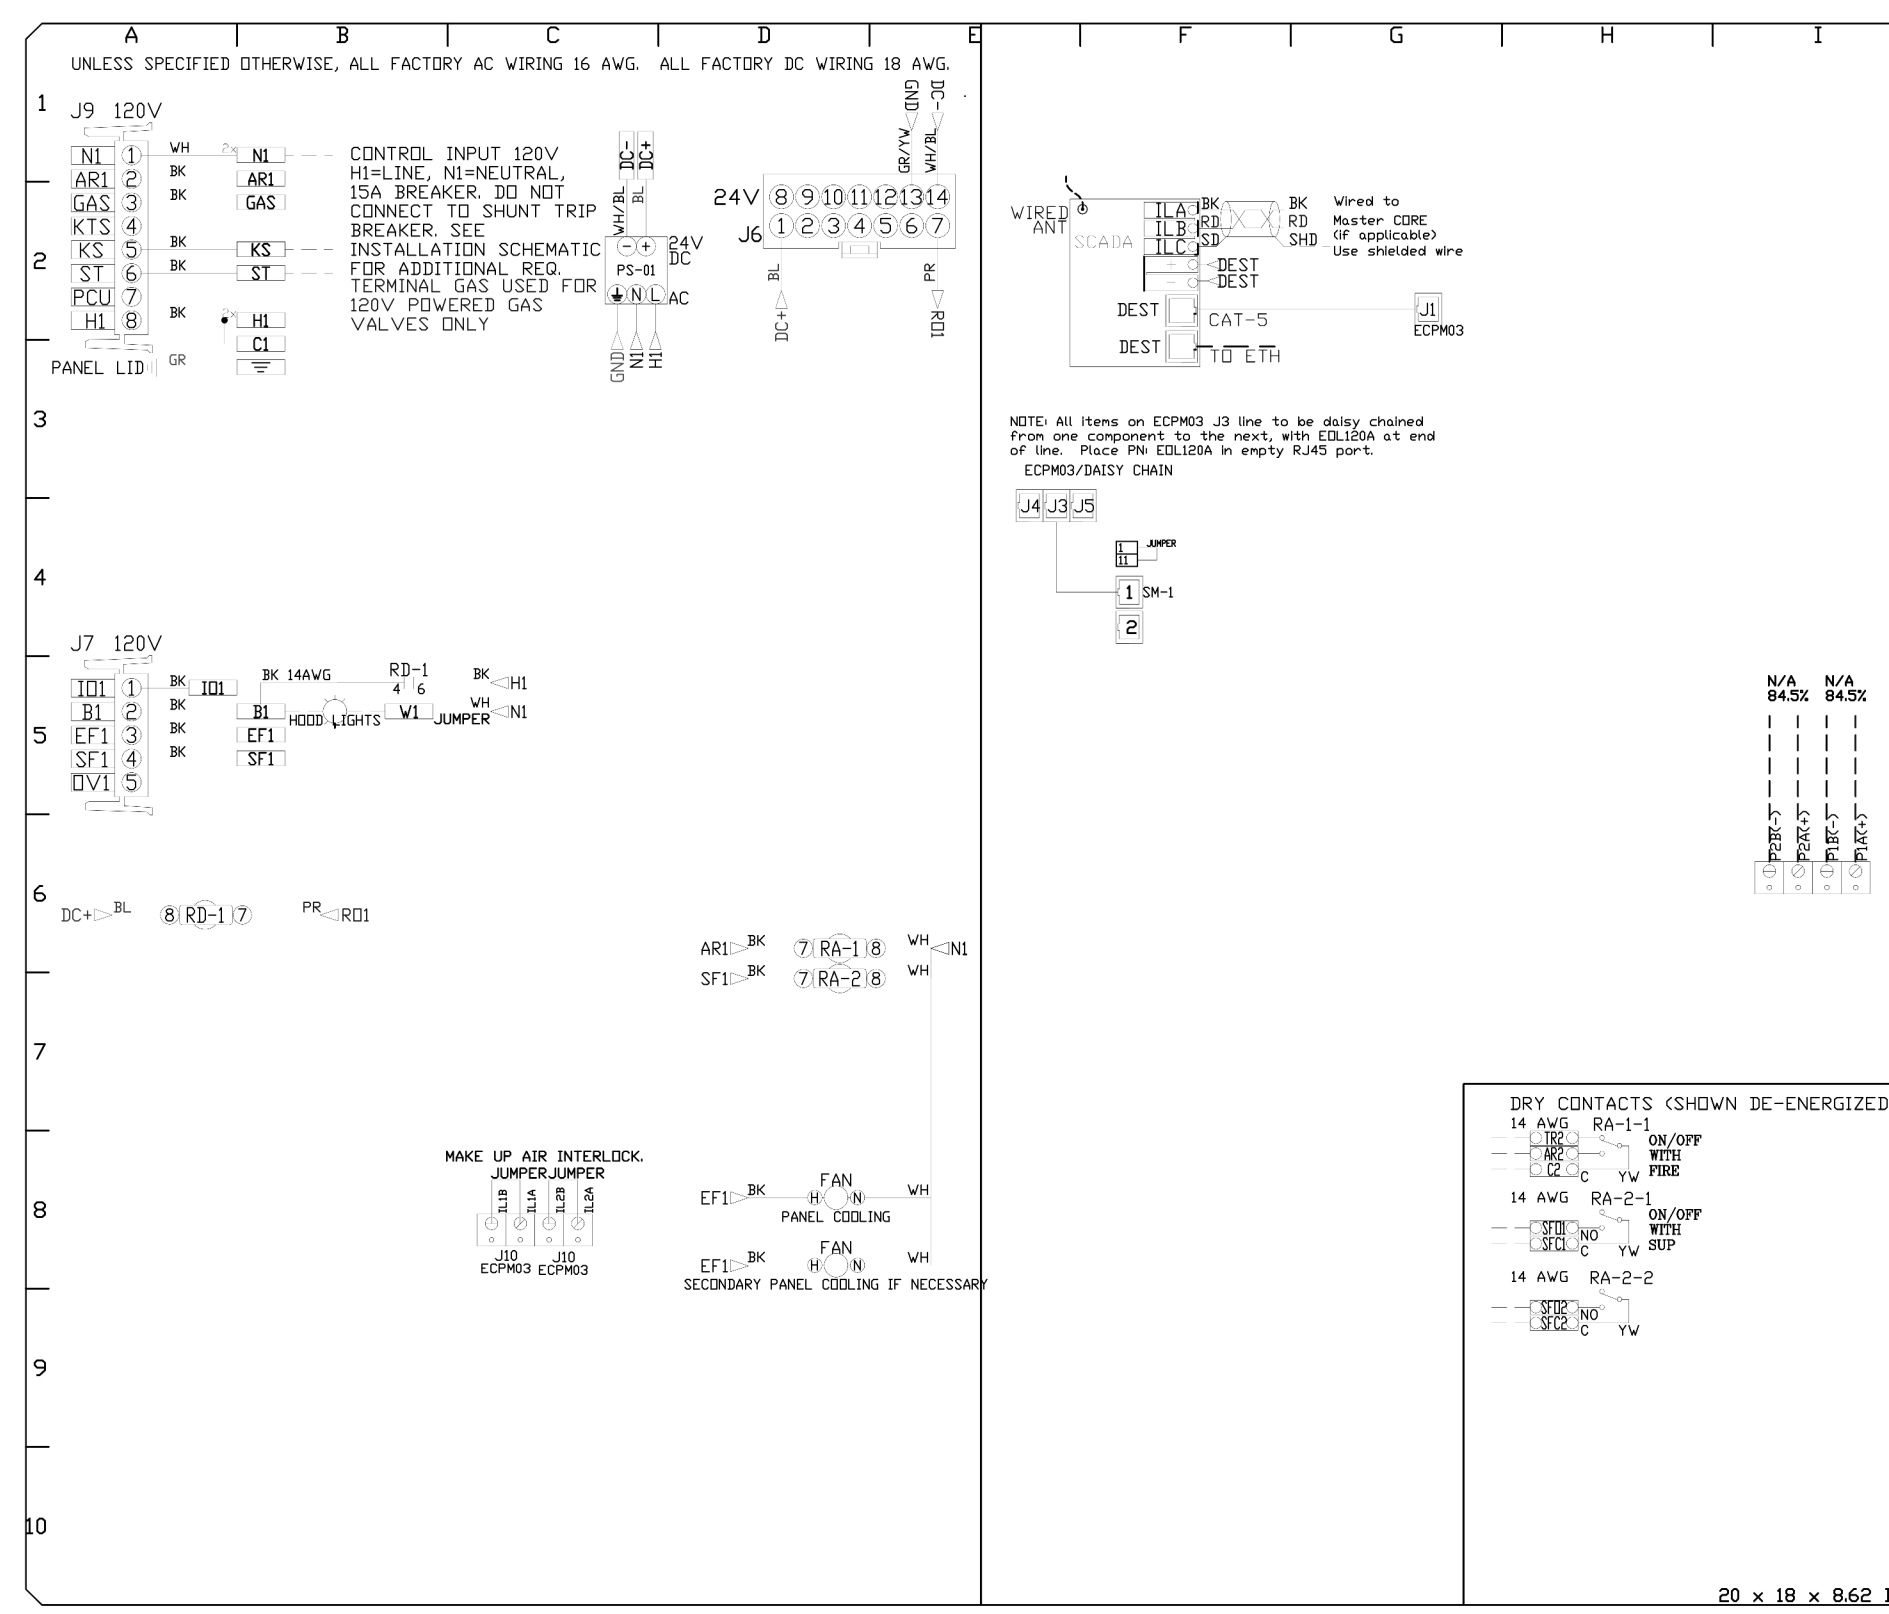 A B C D E F G H I
UNLESS SPECIFIED OTHERWISE, ALL FACTORY AC WIRING 16 AWG. ALL FACTORY DC WIRING 18 AWG.
1
J9 120V
N1 1 WH 2x N1
AR1 2 BK AR1
GAS 3 BK GAS
KTS 4
KS 5 BK KS
ST 6 BK ST
PCU 7
H1 8 BK 2x H1
C1
PANEL LID GR
CONTROL INPUT 120V
H1=LINE, N1=NEUTRAL,
15A BREAKER. DO NOT
CONNECT TO SHUNT TRIP
BREAKER. SEE
INSTALLATION SCHEMATIC
FOR ADDITIONAL REQ.
TERMINAL GAS USED FOR
120V POWERED GAS
VALVES ONLY
DC- DC+
WH/BL BL
- + 24V
DC
PS-01
N L AC
GND N1 H1
GND DC-
GR/YW WH/BL
24V 8 9 10 11 12 13 14
J6 1 2 3 4 5 6 7
BL PR
DC+ RO1
WIRED
ANT
SCADA
ILA BK BK
ILB RD RD
ILC SD SHD
Wired to
Master CORE
(if applicable)
Use shielded wire
+ DEST
- DEST
DEST CAT-5 J1
ECPM03
DEST TO ETH
2
3
NOTE: All items on ECPM03 J3 line to be daisy chained
from one component to the next, with EOL120A at end
of line. Place PN: EOL120A in empty RJ45 port.
ECPM03/DAISY CHAIN
J4 J3 J5
1 JUMPER
11
1 SM-1
2
4
J7 120V
IO1 1 BK IO1
B1 2 BK B1
EF1 3 BK EF1
SF1 4 BK SF1
OV1 5
BK 14AWG RD-1 BK H1
4 6
HOOD LIGHTS W1 WH
JUMPER N1
5
N/A N/A
84.5% 84.5%
P2B(-) P2A(+) P1B(-) P1A(+)
6
DC+ BL 8 RD-1 7 PR RO1
AR1 BK 7 RA-1 8 WH N1
SF1 BK 7 RA-2 8 WH
7
MAKE UP AIR INTERLOCK.
JUMPER JUMPER
IL1B IL1A IL2B IL2A
J10 J10
ECPM03 ECPM03
8
FAN
EF1 BK H N WH
PANEL COOLING
FAN
EF1 BK H N WH
SECONDARY PANEL COOLING IF NECESSARY
DRY CONTACTS (SHOWN DE-ENERGIZED
14 AWG RA-1-1
TR2 ON/OFF
AR2 WITH
C2 C YW FIRE
14 AWG RA-2-1
ON/OFF
SFO1 NO WITH
SFC1 C YW SUP
14 AWG RA-2-2
SFO2 NO
SFC2 C YW
9
10
20 x 18 x 8.62